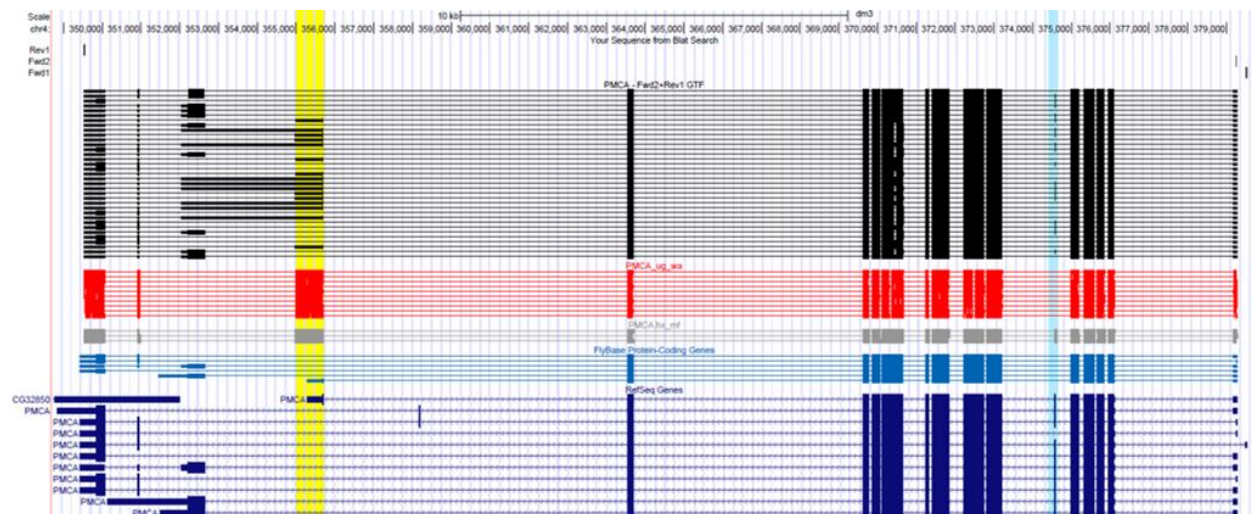 Scale 10 kb dm3
chr4: 350,000 351,000 352,000 353,000 354,000 355,000 356,000 357,000 358,000 359,000 360,000 361,000 362,000 363,000 364,000 365,000 366,000 367,000 368,000 369,000 370,000 371,000 372,000 373,000 374,000 375,000 376,000 377,000 378,000 379,000
Your Sequence from Blat Search
Rev1
Fwd2
Fwd1
PMCA - Fwd2+Rev1 GTF
PMCA_ug_wa
PMCA.hx_mf
FlyBase Protein-Coding Genes
RefSeq Genes
CG32850 PMCA
PMCA
PMCA
PMCA
PMCA
PMCA
PMCA
PMCA
PMCA
PMCA
PMCA